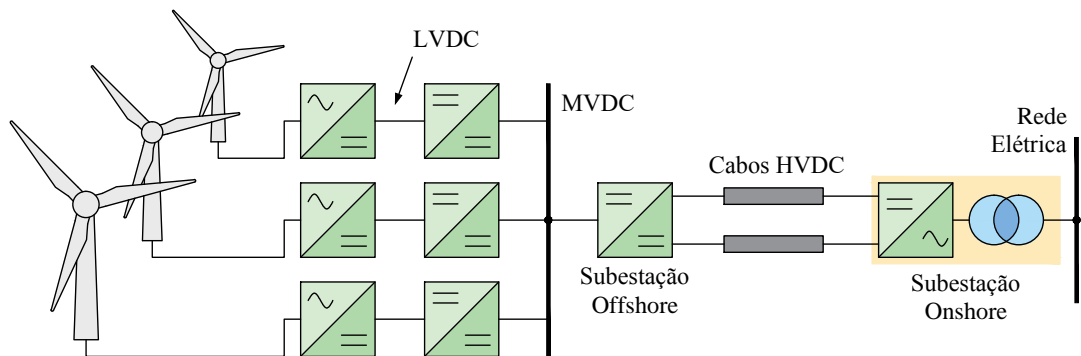 LVDC
MVDC
Rede
Elétrica
Cabos HVDC
Subestação
Offshore
Subestação
Onshore